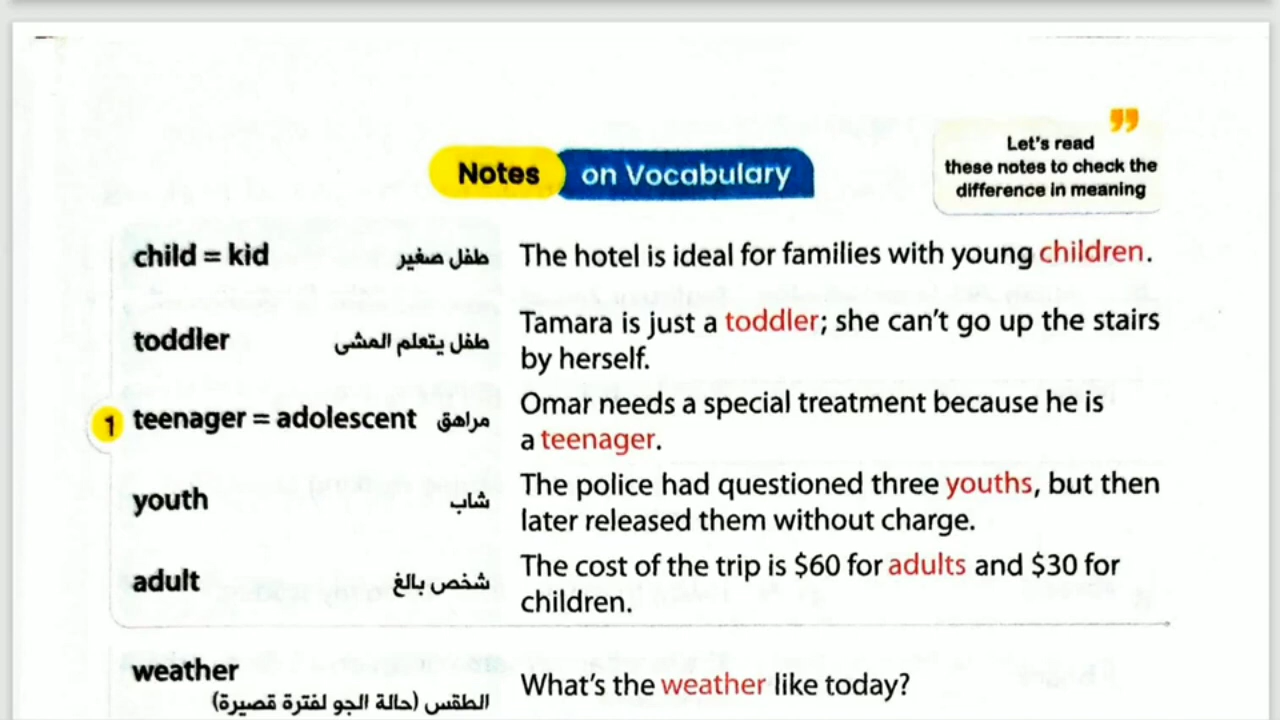 Notes on Vocabulary
Let's read
these notes to check the
difference in meaning
child = kid طفل صغير The hotel is ideal for families with young children.
toddler طفل يتعلم المشى Tamara is just a toddler; she can't go up the stairs
by herself.
1 teenager = adolescent مراهق Omar needs a special treatment because he is
a teenager.
youth شاب The police had questioned three youths, but then
later released them without charge.
adult شخص بالغ The cost of the trip is $60 for adults and $30 for
children.
weather
الطقس (حالة الجو لفترة قصيرة) What's the weather like today?